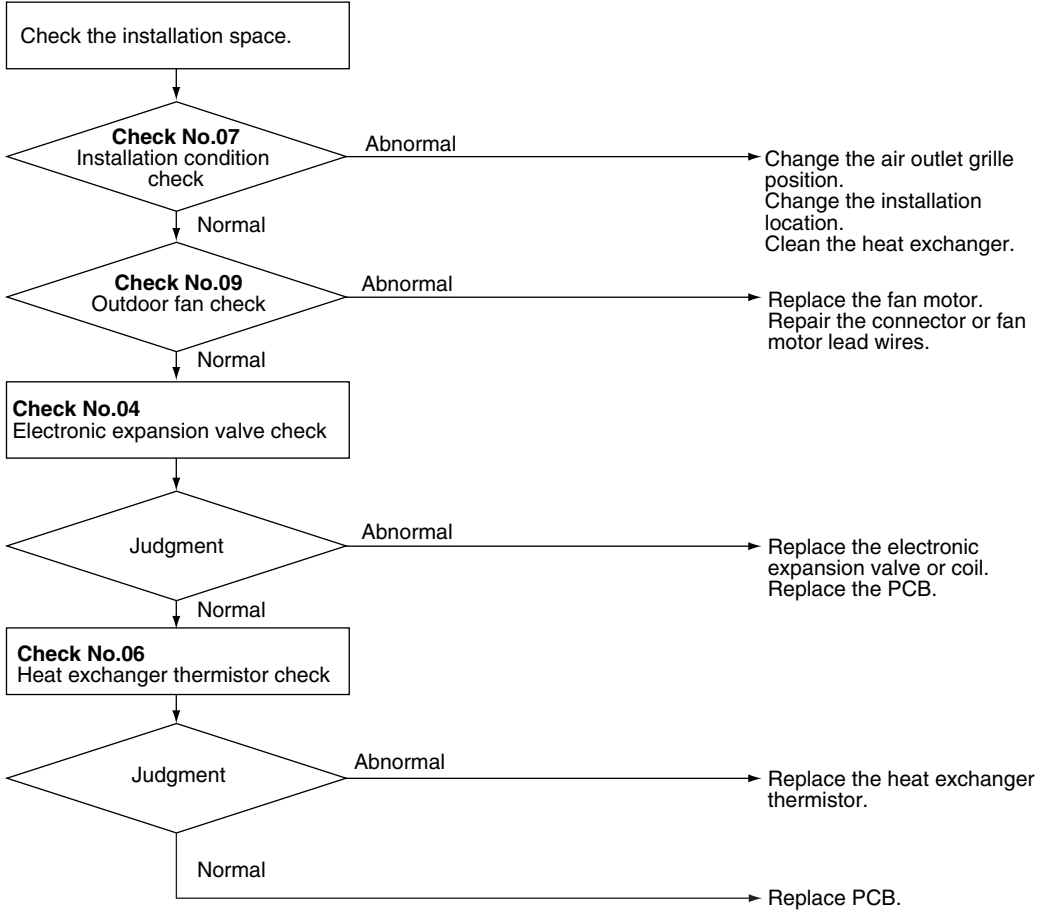 Check the installation space.
Check No.07
Installation condition
check
Abnormal
Change the air outlet grille
position.
Change the installation
location.
Clean the heat exchanger.
Normal
Check No.09
Outdoor fan check
Abnormal
Replace the fan motor.
Repair the connector or fan
motor lead wires.
Normal
Check No.04
Electronic expansion valve check
Judgment
Abnormal
Replace the electronic
expansion valve or coil.
Replace the PCB.
Normal
Check No.06
Heat exchanger thermistor check
Judgment
Abnormal
Replace the heat exchanger
thermistor.
Normal
Replace PCB.